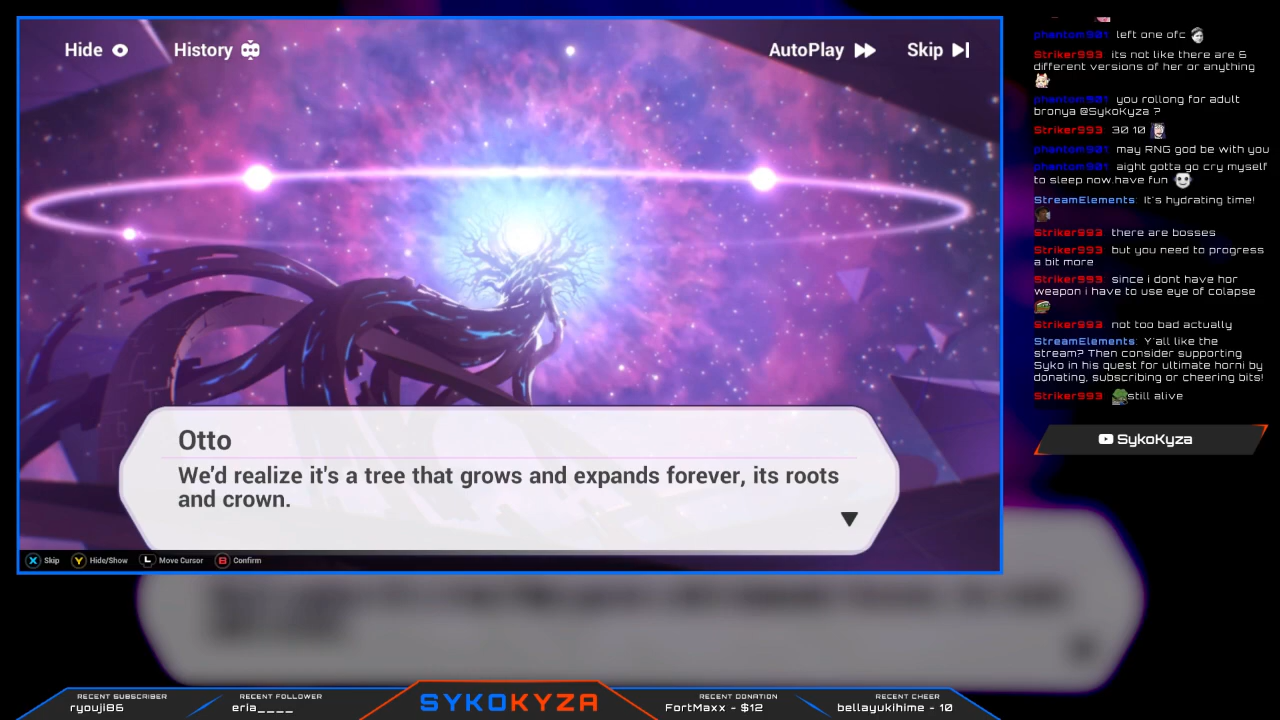 Hide
History
AutoPlay
Skip
Otto
We'd realize it's a tree that grows and expands forever, its roots
and crown.
X Skip
Y Hide/Show
L Move Cursor
B Confirm
phantom901 left one ofc
Striker993 its not like there are 6
different versions of her or anything
phantom901 you rollong for adult
bronya @SykoKyza ?
Striker993 30 10
phantom901 may RNG god be with you
phantom901 aight gotta go cry myself
to sleep now.have fun
StreamElements: It's hydrating time!
Striker993 there are bosses
Striker993 but you need to progress
a bit more
Striker993 since i dont have hor
weapon i have to use eye of colapse
Striker993 not too bad actually
StreamElements: Y'all like the
stream? Then consider supporting
Syko in his quest for ultimate horni by
donating, subscribing or cheering bits!
Striker993 still alive
SykoKyza
RECENT SUBSCRIBER
ryouji86
RECENT FOLLOWER
eria____
SYKOKYZA
RECENT DONATION
FortMaxx - $12
RECENT CHEER
bellayukihime - 10